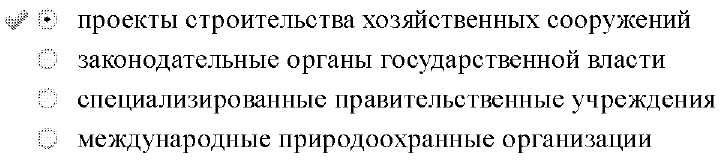 проекты строительства хозяйственных сооружений
законодательные органы государственной власти
специализированные правительственные учреждения
международные природоохранные организации